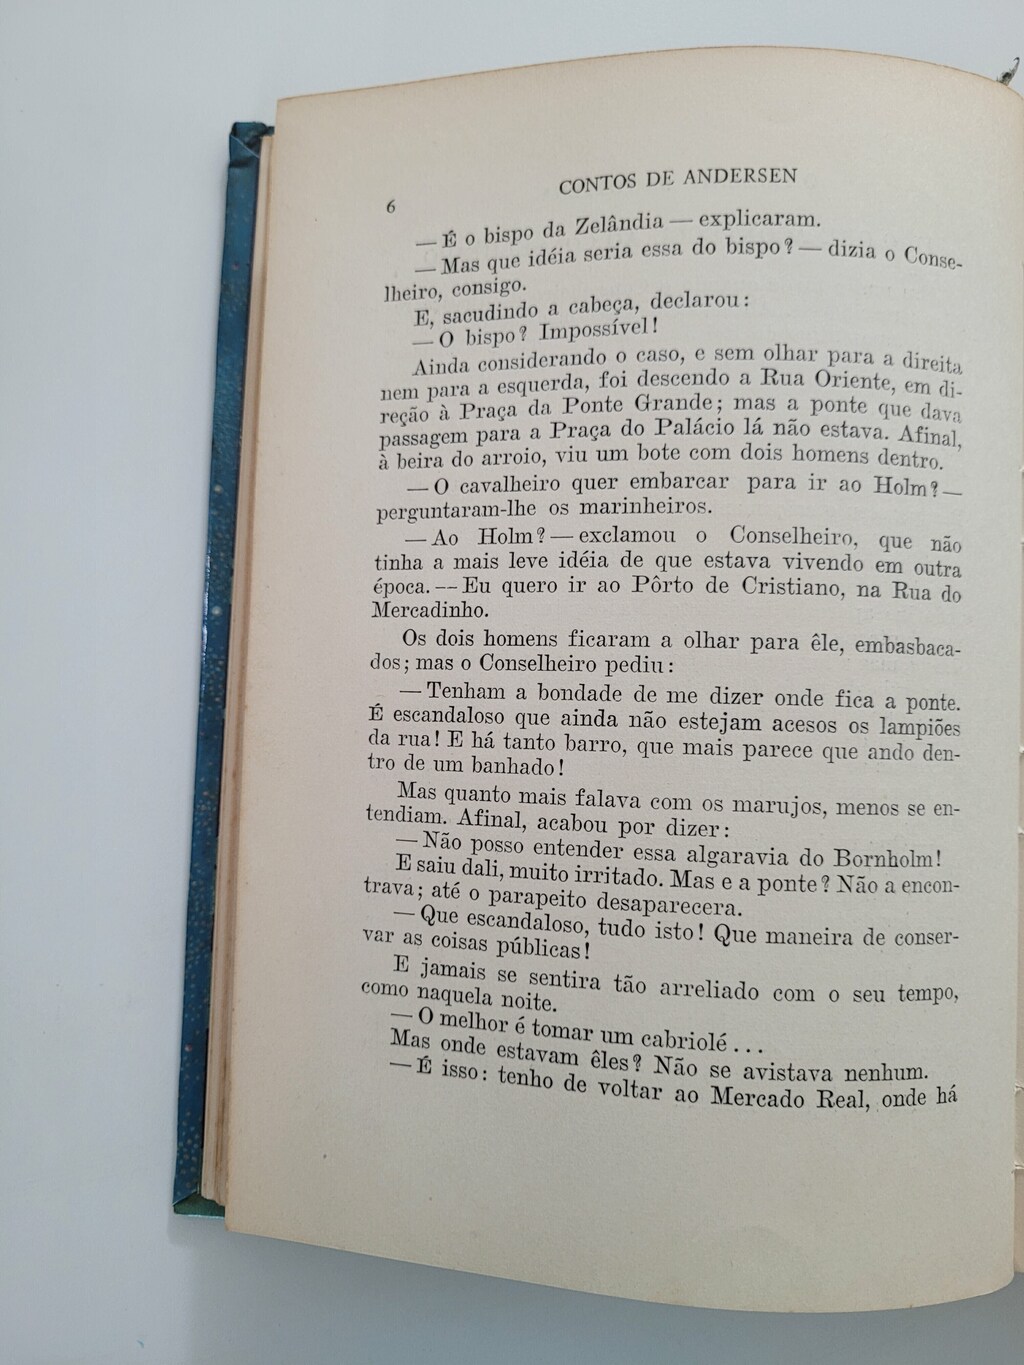 CONTOS DE ANDERSEN
6
— É o bispo da Zelândia — explicaram.
— Mas que idéia seria essa do bispo? — dizia o Conse-
lheiro, consigo.
E, sacudindo a cabeça, declarou:
— O bispo? Impossível!
Ainda considerando o caso, e sem olhar para a direita
nem para a esquerda, foi descendo a Rua Oriente, em di-
reção à Praça da Ponte Grande; mas a ponte que dava
passagem para a Praça do Palácio lá não estava. Afinal,
à beira do arroio, viu um bote com dois homens dentro.
— O cavalheiro quer embarcar para ir ao Holm? —
perguntaram-lhe os marinheiros.
— Ao Holm? — exclamou o Conselheiro, que não
tinha a mais leve idéia de que estava vivendo em outra
época. — Eu quero ir ao Pôrto de Cristiano, na Rua do
Mercadinho.
Os dois homens ficaram a olhar para êle, embasbaca-
dos; mas o Conselheiro pediu:
— Tenham a bondade de me dizer onde fica a ponte.
É escandaloso que ainda não estejam acesos os lampiões
da rua! E há tanto barro, que mais parece que ando den-
tro de um banhado!
Mas quanto mais falava com os marujos, menos se en-
tendiam. Afinal, acabou por dizer:
— Não posso entender essa algaravia do Bornholm!
E saiu dali, muito irritado. Mas e a ponte? Não a encon-
trava; até o parapeito desaparecera.
— Que escandaloso, tudo isto! Que maneira de conser-
var as coisas públicas!
E jamais se sentira tão arreliado com o seu tempo,
como naquela noite.
— O melhor é tomar um cabriolé...
Mas onde estavam êles? Não se avistava nenhum.
— É isso: tenho de voltar ao Mercado Real, onde há